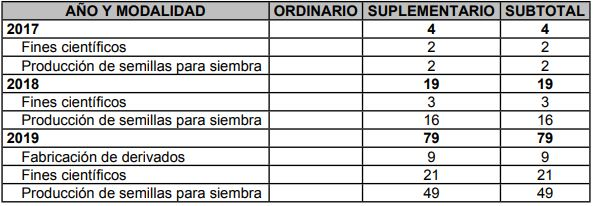 AÑO Y MODALIDAD ORDINARIO SUPLEMENTARIO SUBTOTAL
2017 4 4
Fines científicos 2 2
Producción de semillas para siembra 2 2
2018 19 19
Fines científicos 3 3
Producción de semillas para siembra 16 16
2019 79 79
Fabricación de derivados 9 9
Fines científicos 21 21
Producción de semillas para siembra 49 49